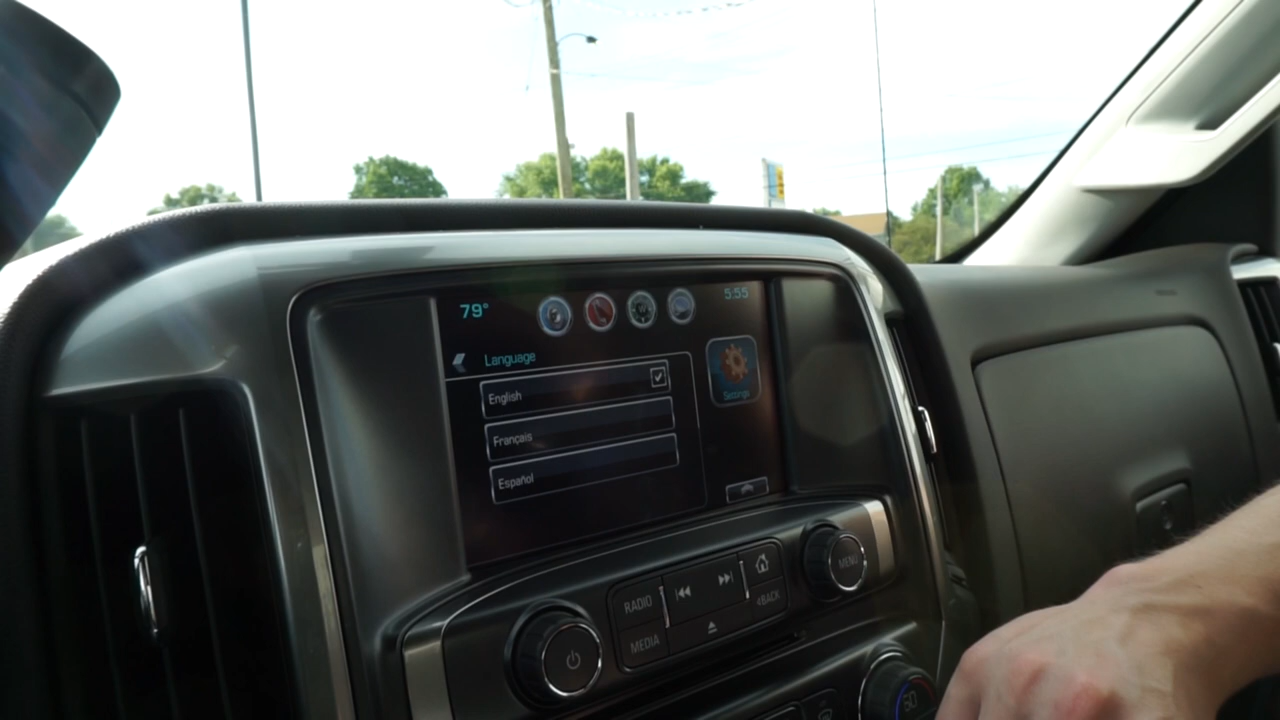 79°
5:55
Language
English
Français
Español
Settings
RADIO
MEDIA
<BACK
MENU